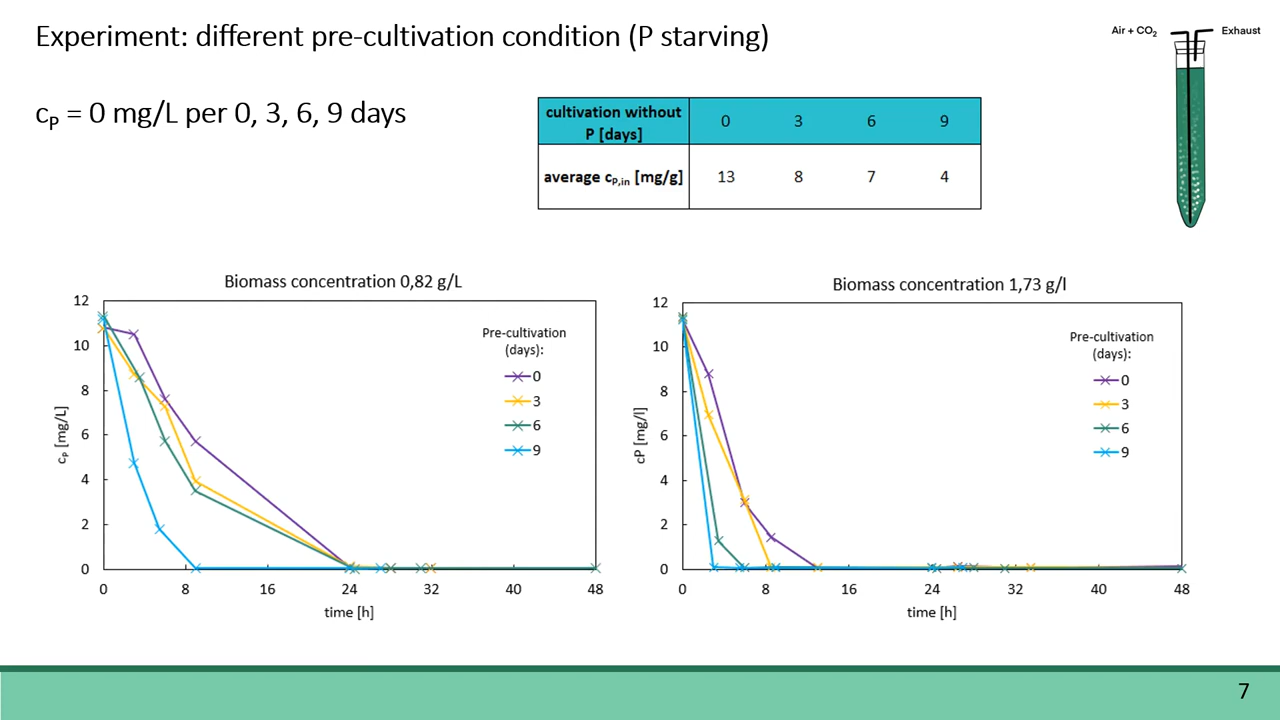 Experiment: different pre-cultivation condition (P starving)
Air + CO₂
Exhaust
c_P = 0 mg/L per 0, 3, 6, 9 days
cultivation without P [days] 0 3 6 9
average c_P,in [mg/g] 13 8 7 4
Biomass concentration 0,82 g/L
12
10
8
6
4
2
0
c_P [mg/L]
Pre-cultivation
(days):
0
3
6
9
0 8 16 24 32 40 48
time [h]
Biomass concentration 1,73 g/l
12
10
8
6
4
2
0
cP [mg/l]
Pre-cultivation
(days):
0
3
6
9
0 8 16 24 32 40 48
time [h]
7